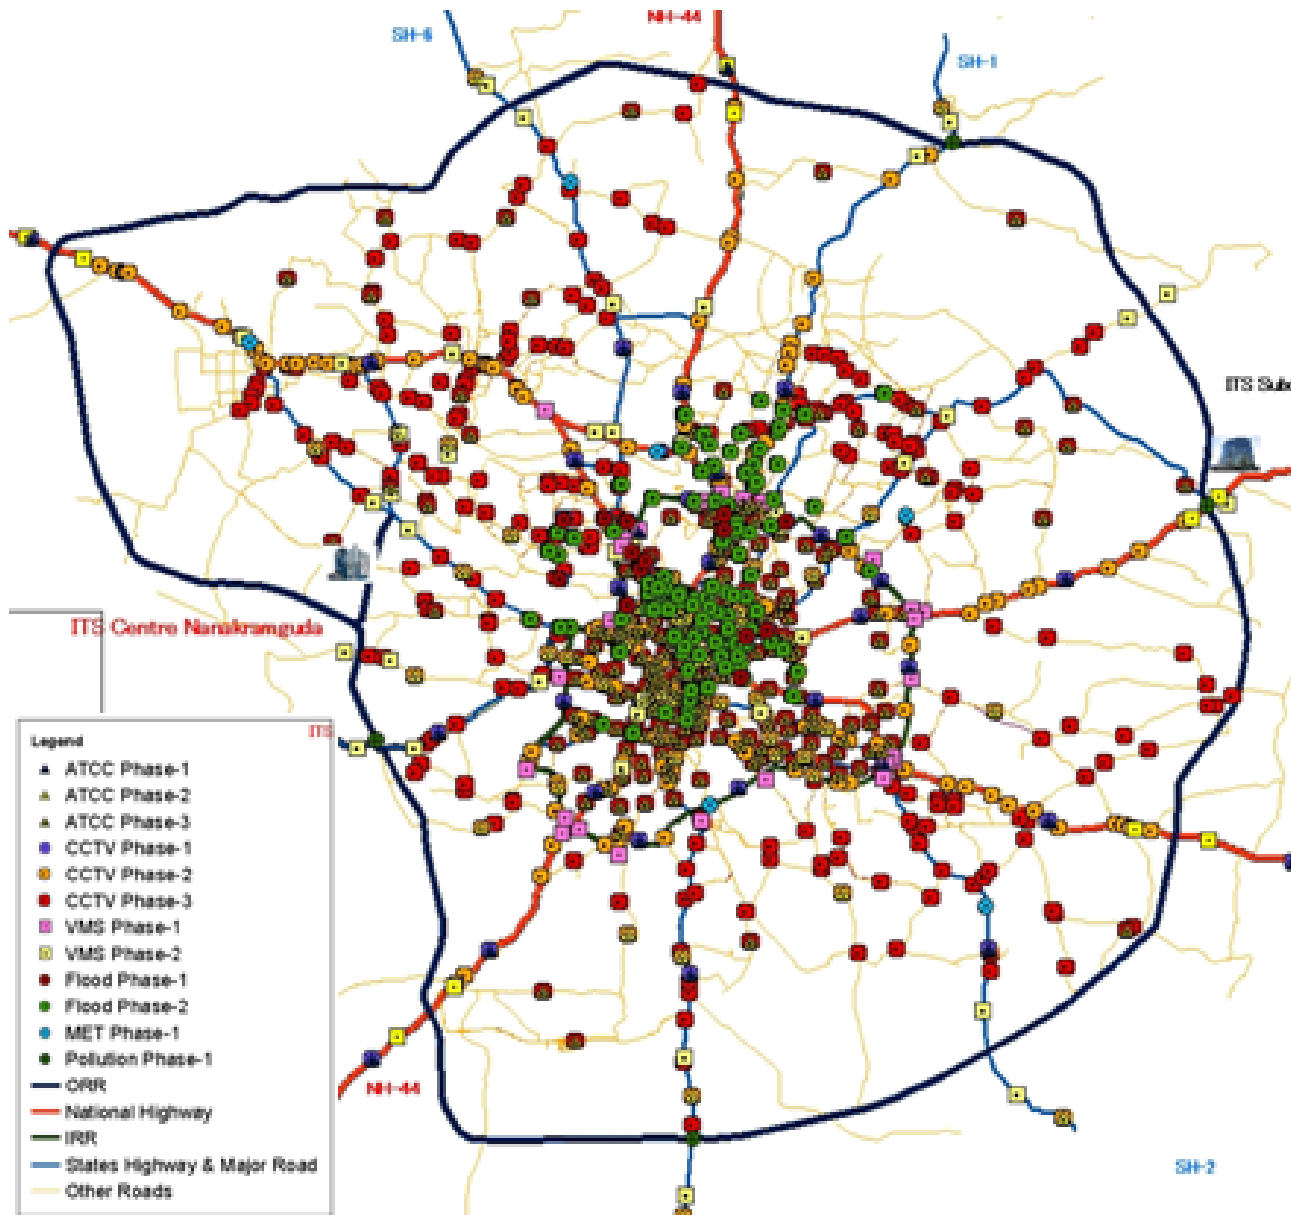 NH-44
SH-6
SH-1
ITS Subc
ITS Centre Nanakramguda
ITS
Legend
ATCC Phase-1
ATCC Phase-2
ATCC Phase-3
CCTV Phase-1
CCTV Phase-2
CCTV Phase-3
VMS Phase-1
VMS Phase-2
Flood Phase-1
Flood Phase-2
MET Phase-1
Pollution Phase-1
ORR
National Highway
IRR
States Highway & Major Road
Other Roads
NH-44
SH-2